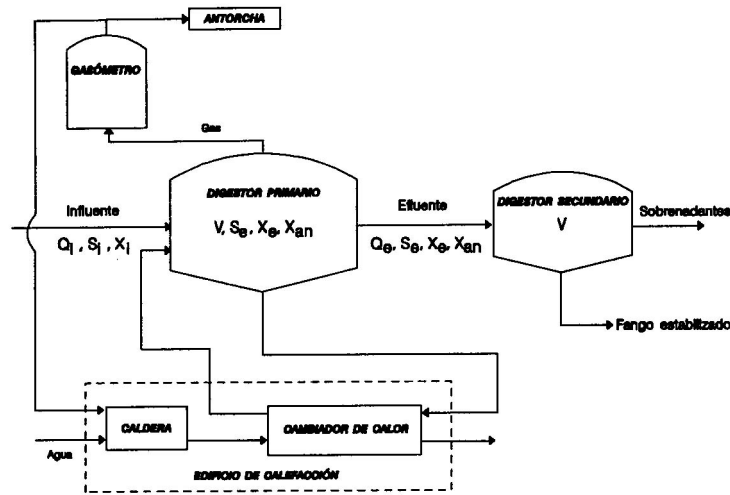 ANTORCHA
GASÓMETRO
Gas
DIGESTOR PRIMARIO
V, Se, Xe, Xan
Influente
Qi , Si , Xi
Efluente
Qe, Se, Xe, Xan
DIGESTOR SECUNDARIO
V
Sobrenadantes
Fango estabilizado
CALDERA
CAMBIADOR DE CALOR
Agua
EDIFICIO DE CALEFACCIÓN